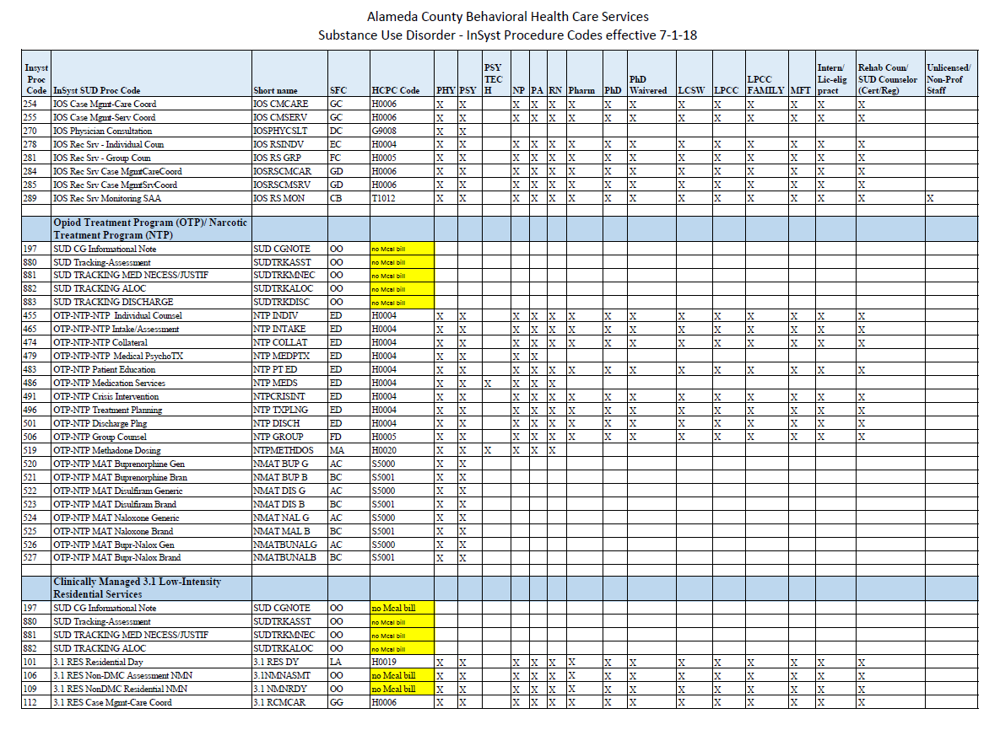 Alameda County Behavioral Health Care Services
Substance Use Disorder - InSyst Procedure Codes effective 7-1-18
Insyst Proc Code InSyst SUD Proc Code Short name SFC HCPC Code PHY PSY PSY TEC H NP PA RN Pharm PhD PhD Waivered LCSW LPCC LPCC FAMILY MFT Intern/ Lic-elig pract Rehab Coun/ SUD Counselor (Cert/Reg) Unlicensed/ Non-Prof Staff
254 IOS Case Mgmt-Care Coord IOS CMCARE GC H0006 X X X X X X X X X X X X X X
255 IOS Case Mgmt-Serv Coord IOS CMSERV GC H0006 X X X X X X X X X X X X X X
270 IOS Physician Consultation IOSPHYCSLT DC G9008 X X
278 IOS Rec Srv - Individual Coun IOS RSINDV EC H0004 X X X X X X X X X X X X X X
281 IOS Rec Srv - Group Coun IOS RS GRP FC H0005 X X X X X X X X X X X X X X
284 IOS Rec Srv Case MgmtCareCoord IOSRSCMCAR GD H0006 X X X X X X X X X X X X X X
285 IOS Rec Srv Case MgmtSrvCoord IOSRSCMSRV GD H0006 X X X X X X X X X X X X X X
289 IOS Rec Srv Monitoring SAA IOS RS MON CB T1012 X X X X X X X X X X X X X X X
Opiod Treatment Program (OTP)/ Narcotic
Treatment Program (NTP)
197 SUD CG Informational Note SUD CGNOTE OO no Mcal bill
880 SUD Tracking-Assessment SUDTRKASST OO no Mcal bill
881 SUD TRACKING MED NECESS/JUSTIF SUDTRKMNEC OO no Mcal bill
882 SUD TRACKING ALOC SUDTRKALOC OO no Mcal bill
883 SUD TRACKING DISCHARGE SUDTRKDISC OO no Mcal bill
455 OTP-NTP-NTP Individual Counsel NTP INDIV ED H0004 X X X X X X X X X X X X X X
465 OTP-NTP-NTP Intake/Assessment NTP INTAKE ED H0004 X X X X X X X X X X X X X X
474 OTP-NTP-NTP Collateral NTP COLLAT ED H0004 X X X X X X X X X X X X X X
479 OTP-NTP-NTP Medical PsychoTX NTP MEDPTX ED H0004 X X X X
483 OTP-NTP Patient Education NTP PT ED ED H0004 X X X X X X X X X X X X X X
486 OTP-NTP Medication Services NTP MEDS ED H0004 X X X X X X
491 OTP-NTP Crisis Intervention NTPCRISINT ED H0004 X X X X X X X X X X X X X X
496 OTP-NTP Treatment Planning NTP TXPLNG ED H0004 X X X X X X X X X X X X X X
501 OTP-NTP Discharge Plng NTP DISCH ED H0004 X X X X X X X X X X X X X X
506 OTP-NTP Group Counsel NTP GROUP FD H0005 X X X X X X X X X X X X X X
519 OTP-NTP Methadone Dosing NTPMETHDOS MA H0020 X X X X X X
520 OTP-NTP MAT Buprenorphine Gen NMAT BUP G AC S5000 X X
521 OTP-NTP MAT Buprenorphine Bran NMAT BUP B BC S5001 X X
522 OTP-NTP MAT Disulfiram Generic NMAT DIS G AC S5000 X X
523 OTP-NTP MAT Disulfiram Brand NMAT DIS B BC S5001 X X
524 OTP-NTP MAT Naloxone Generic NMAT NAL G AC S5000 X X
525 OTP-NTP MAT Naloxone Brand NMAT MAL B BC S5001 X X
526 OTP-NTP MAT Bupr-Nalox Gen NMATBUNALG AC S5000 X X
527 OTP-NTP MAT Bupr-Nalox Brand NMATBUNALB BC S5001 X X
Clinically Managed 3.1 Low-Intensity
Residential Services
197 SUD CG Informational Note SUD CGNOTE OO no Mcal bill
880 SUD Tracking-Assessment SUDTRKASST OO no Mcal bill
881 SUD TRACKING MED NECESS/JUSTIF SUDTRKMNEC OO no Mcal bill
882 SUD TRACKING ALOC SUDTRKALOC OO no Mcal bill
101 3.1 RES Residential Day 3.1 RES DY LA H0019 X X X X X X X X X X X X X X
106 3.1 RES Non-DMC Assessment NMN 3.1NMNASMT OO no Mcal bill X X X X X X X X X X X X X X
109 3.1 RES NonDMC Residential NMN 3.1 NMNRDY OO no Mcal bill X X X X X X X X X X X X X X
112 3.1 RES Case Mgmt-Care Coord 3.1 RCMCAR GG H0006 X X X X X X X X X X X X X X